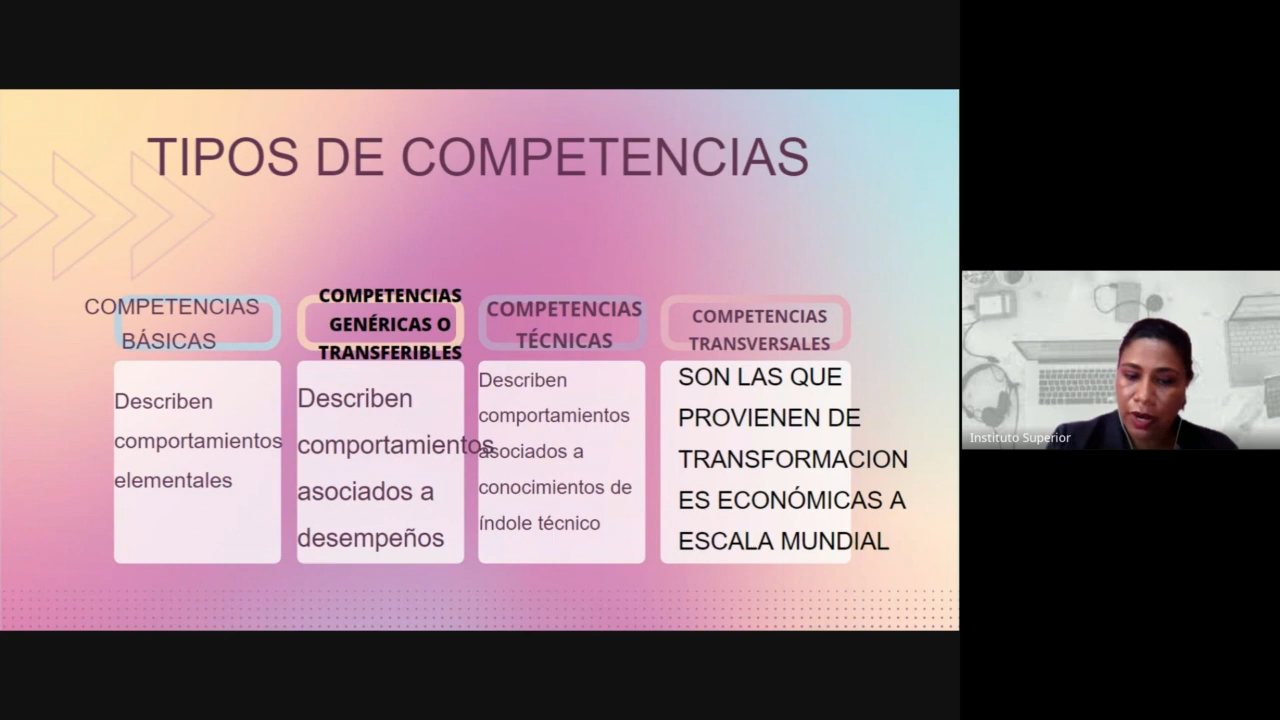 TIPOS DE COMPETENCIAS
COMPETENCIAS
BÁSICAS
Describen
comportamientos
elementales
COMPETENCIAS
GENÉRICAS O
TRANSFERIBLES
Describen
comportamientos
asociados a
desempeños
COMPETENCIAS
TÉCNICAS
Describen
comportamientos
asociados a
conocimientos de
índole técnico
COMPETENCIAS
TRANSVERSALES
SON LAS QUE
PROVIENEN DE
TRANSFORMACION
ES ECONÓMICAS A
ESCALA MUNDIAL
Instituto Superior